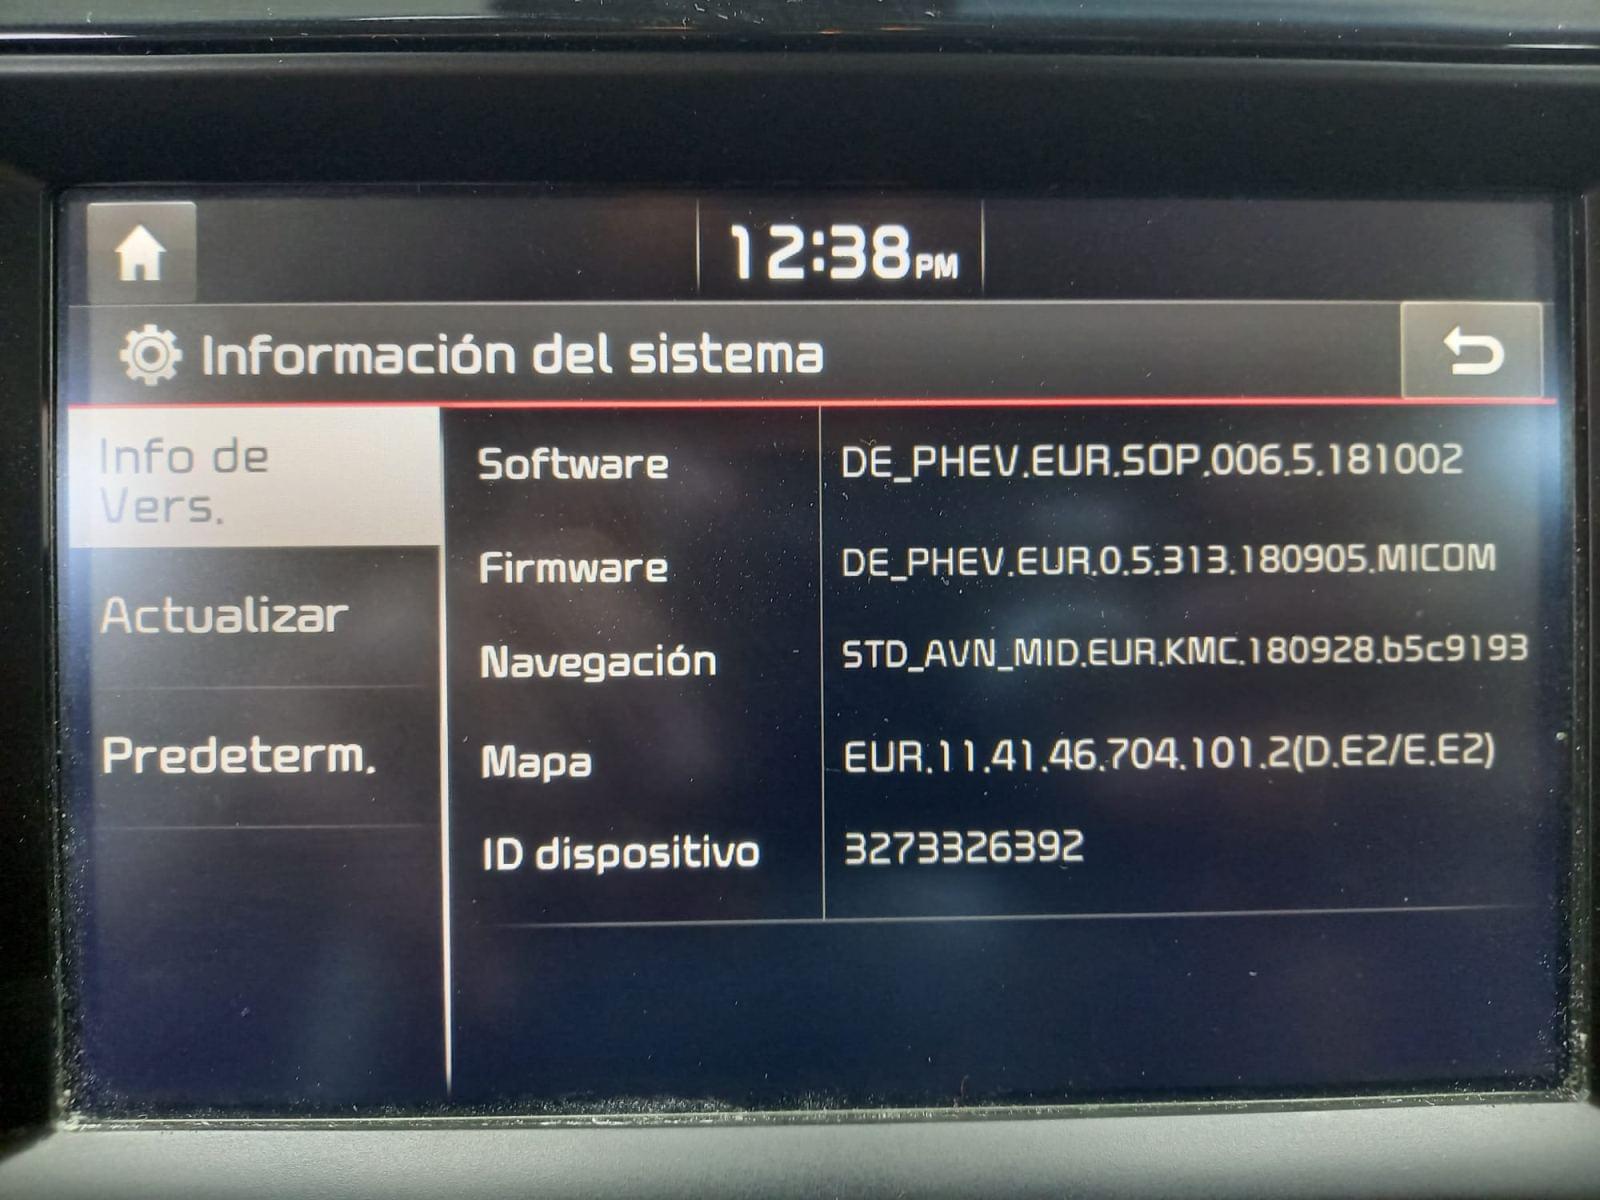 12:38PM
Información del sistema
Info de
Vers.
Actualizar
Predeterm.
Software DE_PHEV.EUR.SOP.006.5.181002
Firmware DE_PHEV.EUR.0.5.313.180905.MICOM
Navegación STD_AVN_MID.EUR.KMC.180928.b5c9193
Mapa EUR.11.41.46.704.101.2(D.E2/E.E2)
ID dispositivo 3273326392